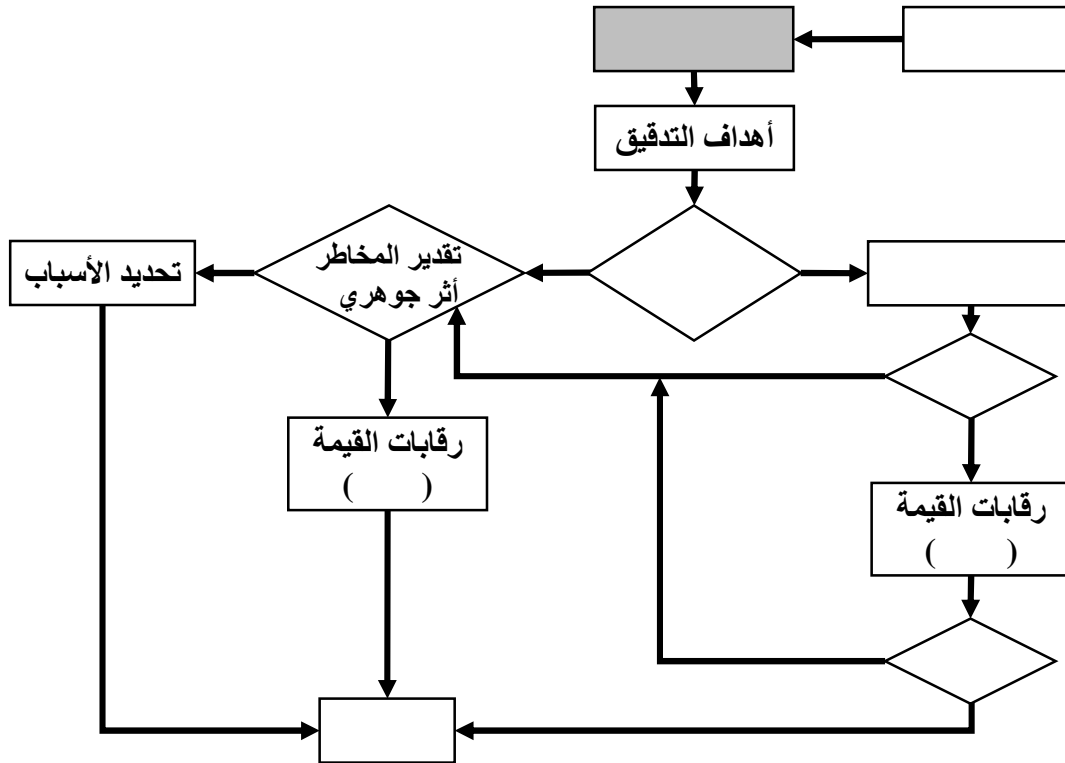 أهداف التدقيق
تقدير المخاطر
أثر جوهري
تحديد الأسباب
رقابات القيمة
(        )
رقابات القيمة
(        )